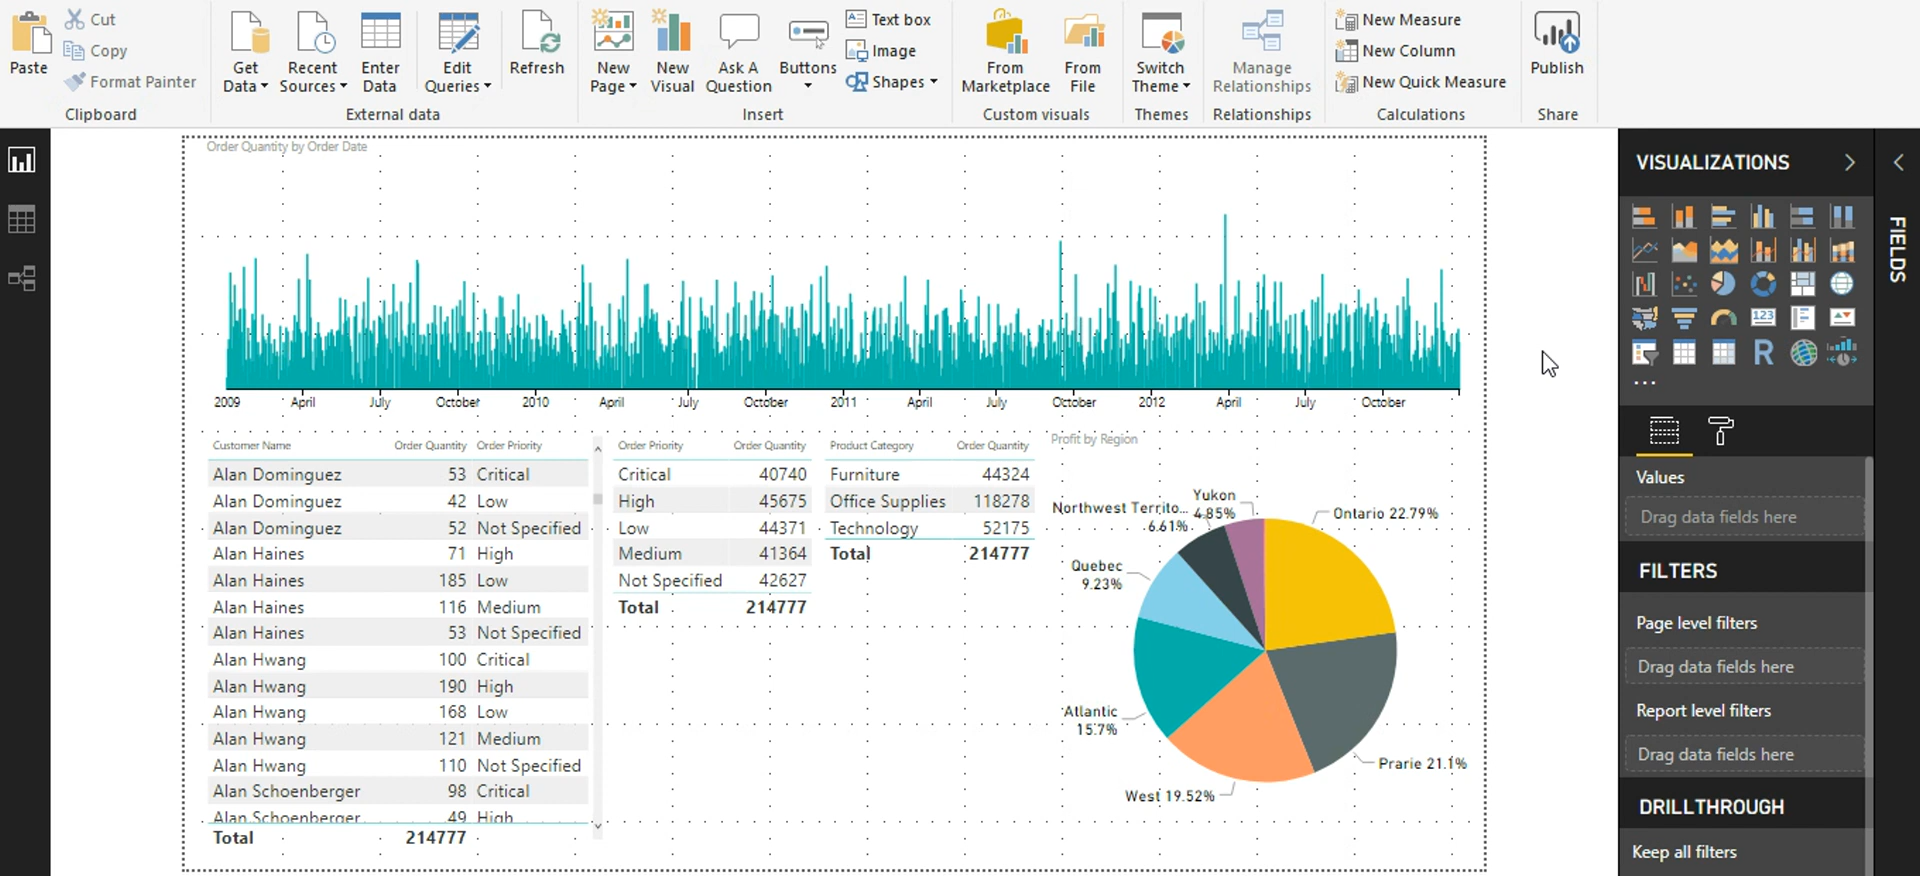 Paste
Cut
Copy
Format Painter
Clipboard
Get Data
Recent Sources
Enter Data
Edit Queries
Refresh
External data
New Page
New Visual
Ask A Question
Buttons
Text box
Image
Shapes
Insert
From Marketplace
From File
Custom visuals
Switch Theme
Themes
Manage Relationships
Relationships
New Measure
New Column
New Quick Measure
Calculations
Publish
Share
Order Quantity by Order Date
2009 April July October 2010 April July October 2011 April July October 2012 April July October
Customer Name Order Quantity Order Priority
Alan Dominguez 53 Critical
Alan Dominguez 42 Low
Alan Dominguez 52 Not Specified
Alan Haines 71 High
Alan Haines 185 Low
Alan Haines 116 Medium
Alan Haines 53 Not Specified
Alan Hwang 100 Critical
Alan Hwang 190 High
Alan Hwang 168 Low
Alan Hwang 121 Medium
Alan Hwang 110 Not Specified
Alan Schoenberger 98 Critical
Alan Schoenberger 49 High
Total 214777
Order Priority Order Quantity
Critical 40740
High 45675
Low 44371
Medium 41364
Not Specified 42627
Total 214777
Product Category Order Quantity
Furniture 44324
Office Supplies 118278
Technology 52175
Total 214777
Profit by Region
Yukon
4.85%
Northwest Territo...
6.61%
Ontario 22.79%
Quebec
9.23%
Atlantic
15.7%
Prarie 21.1%
West 19.52%
VISUALIZATIONS
123
R
Values
Drag data fields here
FILTERS
Page level filters
Drag data fields here
Report level filters
Drag data fields here
DRILLTHROUGH
Keep all filters
FIELDS